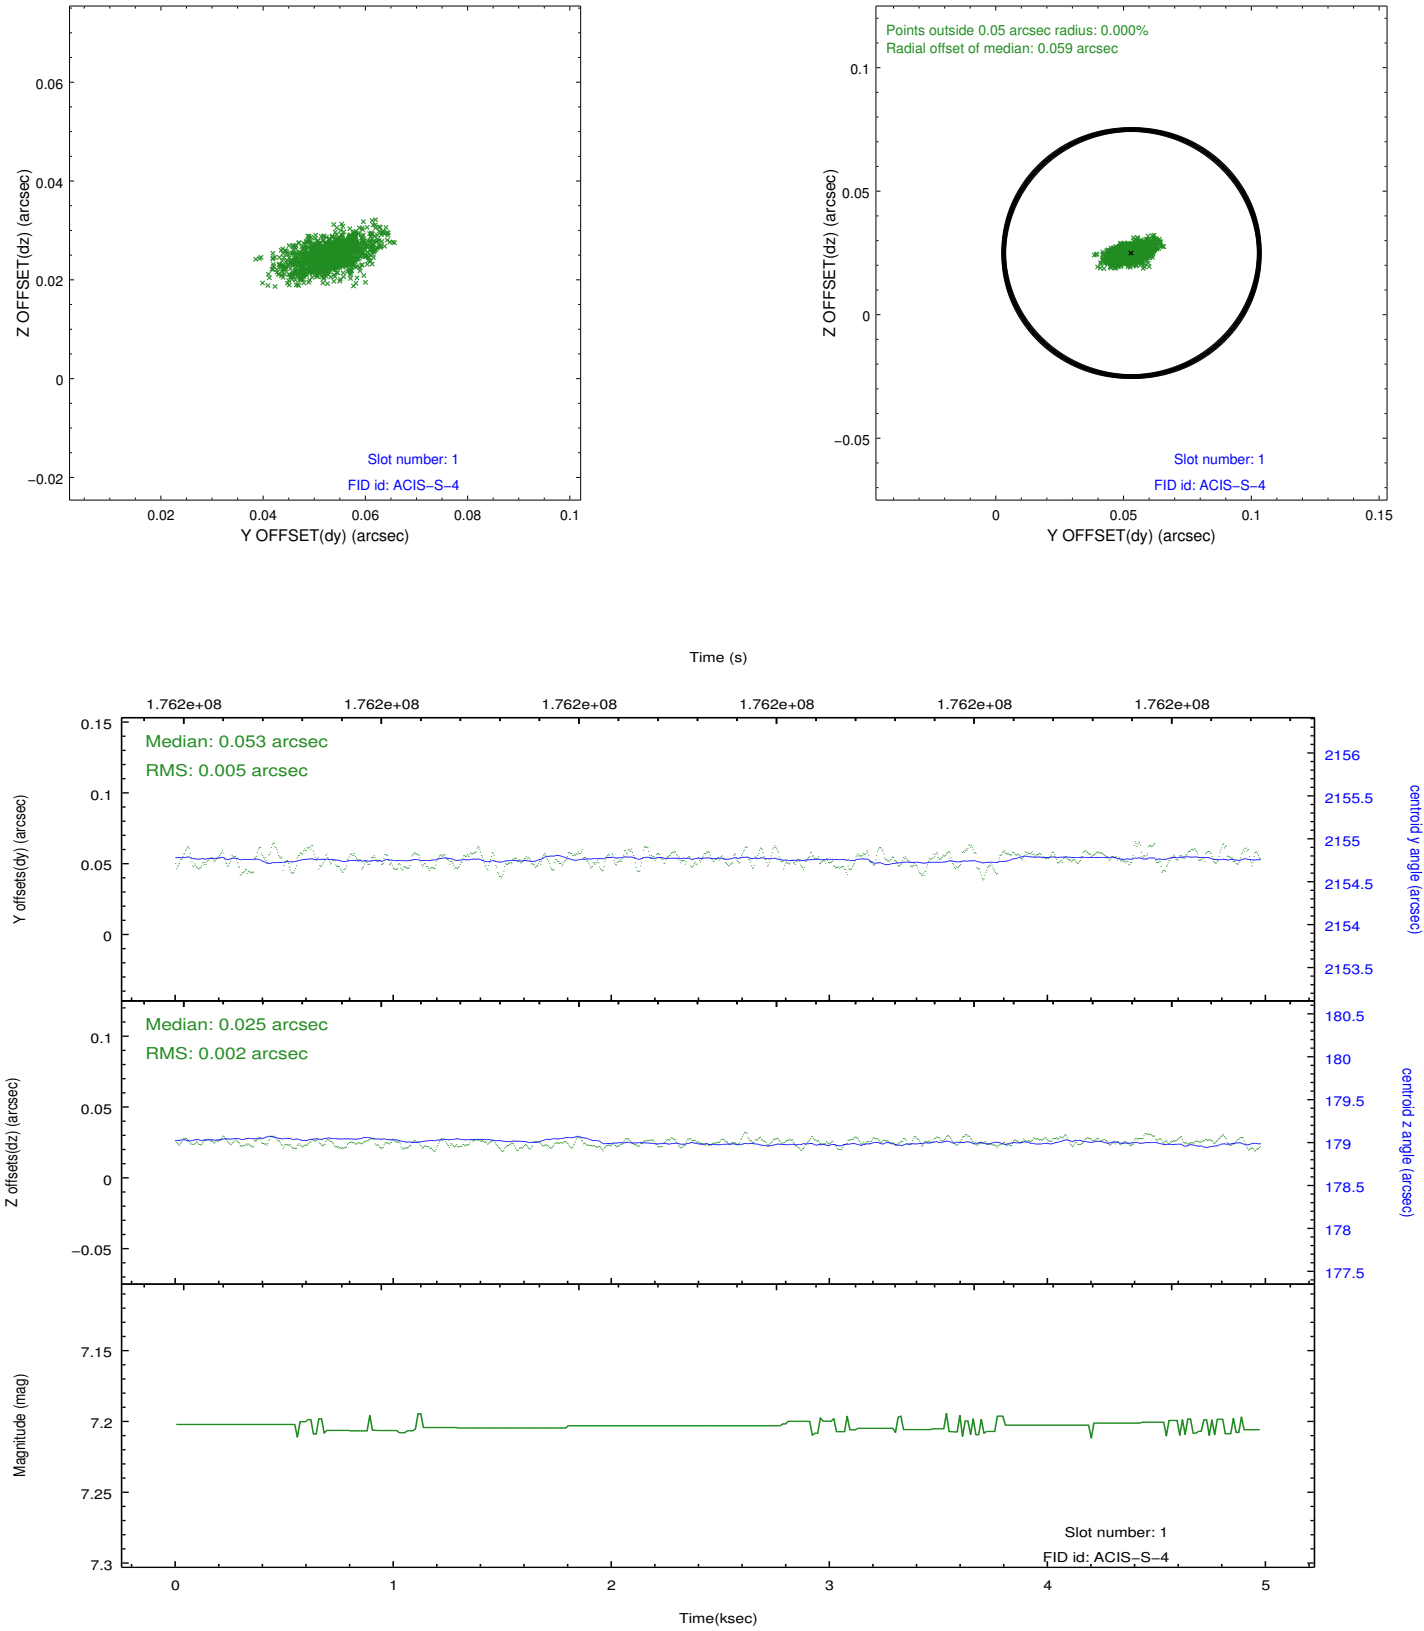 0.06
0.04
0.02
0
−0.02
Z OFFSET(dz) (arcsec)
Slot number: 1
FID id: ACIS−S−4
0.02 0.04 0.06 0.08 0.1
Y OFFSET(dy) (arcsec)
Points outside 0.05 arcsec radius: 0.000%
Radial offset of median: 0.059 arcsec
0.1
0.05
0
−0.05
Z OFFSET(dz) (arcsec)
Slot number: 1
FID id: ACIS−S−4
0 0.05 0.1 0.15
Y OFFSET(dy) (arcsec)
Time (s)
1.762e+08 1.762e+08 1.762e+08 1.762e+08 1.762e+08 1.762e+08
Median: 0.053 arcsec
RMS: 0.005 arcsec
0.15
0.1
0.05
0
Y offsets(dy) (arcsec)
2156
2155.5
2155
2154.5
2154
2153.5
centroid y angle (arcsec)
Median: 0.025 arcsec
RMS: 0.002 arcsec
0.1
0.05
0
−0.05
Z offsets(dz) (arcsec)
180.5
180
179.5
179
178.5
178
177.5
centroid z angle (arcsec)
7.15
7.2
7.25
7.3
Magnitude (mag)
Slot number: 1
FID id: ACIS−S−4
0 1 2 3 4 5
Time(ksec)